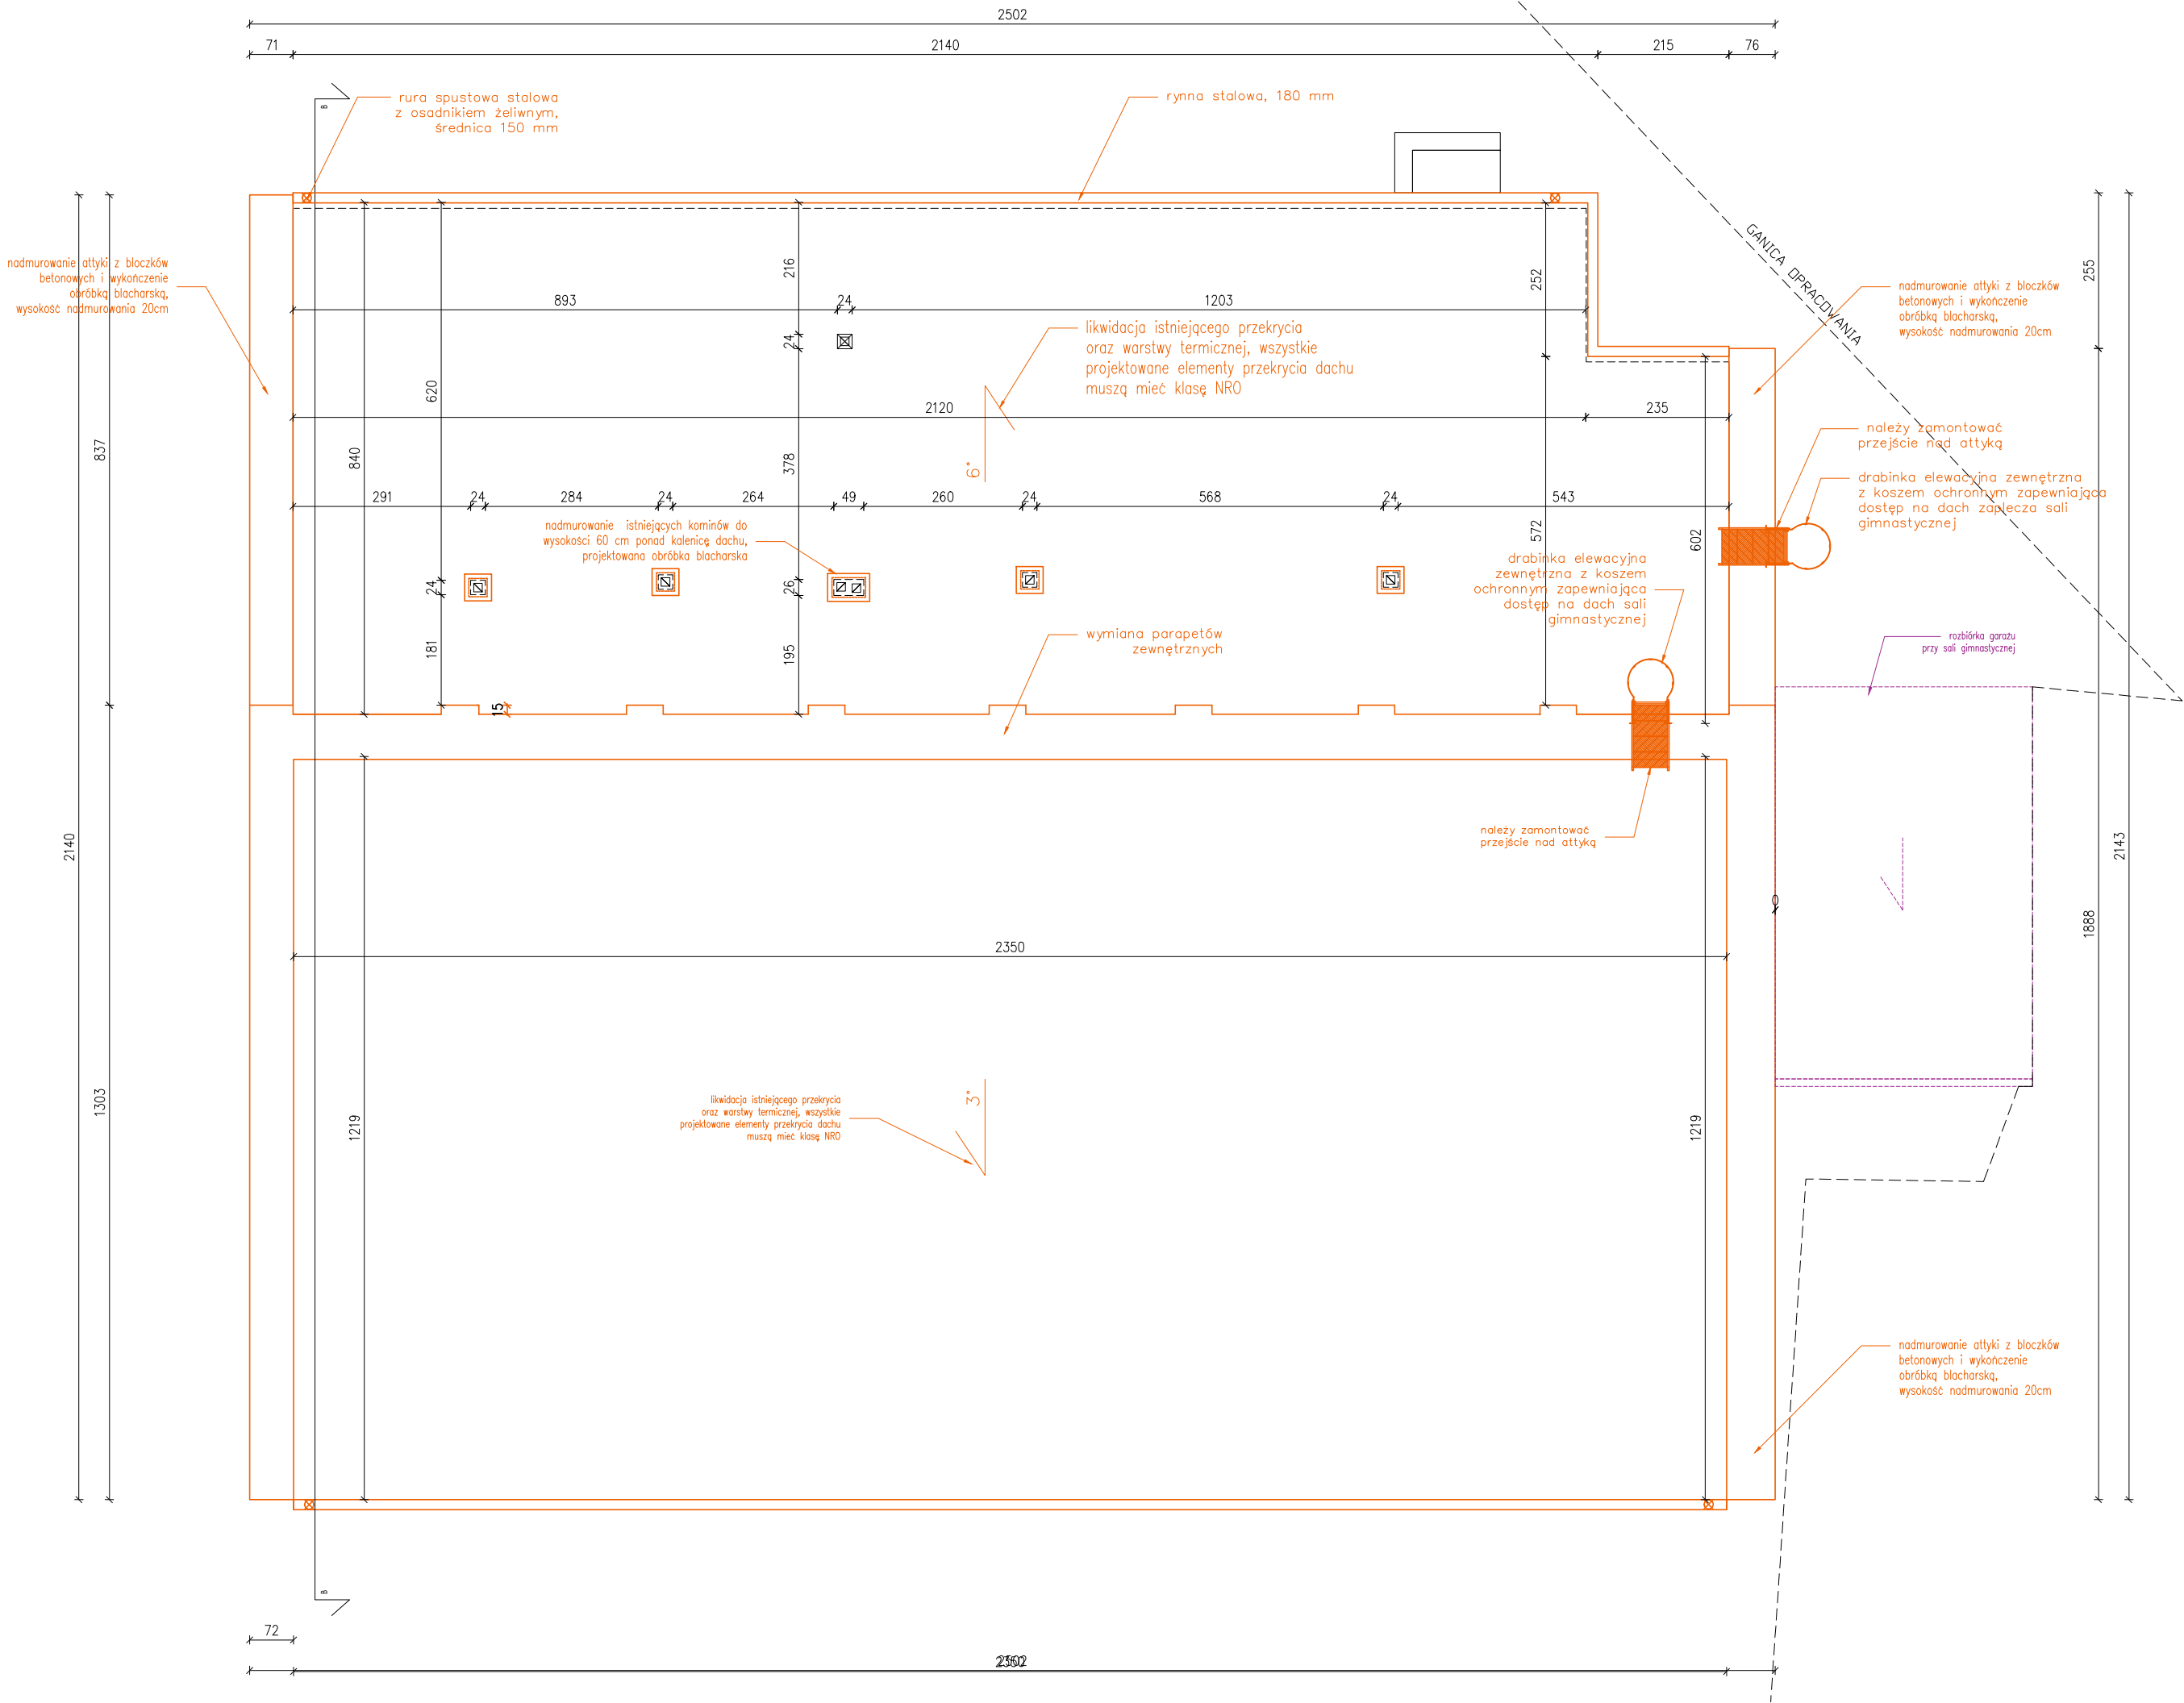 2502
71
2140
215
76
B
rura spustowa stalowa
z osadnikiem żeliwnym,
średnica 150 mm
rynna stalowa, 180 mm
nadmurowanie attyki z bloczków
betonowych i wykończenie
obróbką blacharską,
wysokość nadmurowania 20cm
GANICA OPRACOWANIA
nadmurowanie attyki z bloczków
betonowych i wykończenie
obróbką blacharską,
wysokość nadmurowania 20cm
216
252
255
893
24
1203
24
likwidacja istniejącego przekrycia
oraz warstwy termicznej, wszystkie
projektowane elementy przekrycia dachu
muszą mieć klasę NRO
620
2120
235
837
840
378
6°
należy zamontować
przejście nad attyką
drabinka elewacyjna zewnętrzna
z koszem ochronnym zapewniająca
dostęp na dach zaplecza sali
gimnastycznej
291
24
284
24
264
49
260
24
568
24
543
nadmurowanie istniejących kominów do
wysokości 60 cm ponad kalenicę dachu,
projektowana obróbka blacharska
572
602
drabinka elewacyjna
zewnętrzna z koszem
ochronnym zapewniająca
dostęp na dach sali
gimnastycznej
24
26
181
195
wymiana parapetów
zewnętrznych
rozbiórka garażu
przy sali gimnastycznej
15
należy zamontować
przejście nad attyką
2140
2143
0
1888
2350
1303
1219
likwidacja istniejącego przekrycia
oraz warstwy termicznej, wszystkie
projektowane elementy przekrycia dachu
muszą mieć klasę NRO
3°
1219
nadmurowanie attyki z bloczków
betonowych i wykończenie
obróbką blacharską,
wysokość nadmurowania 20cm
B
72
2502
2350